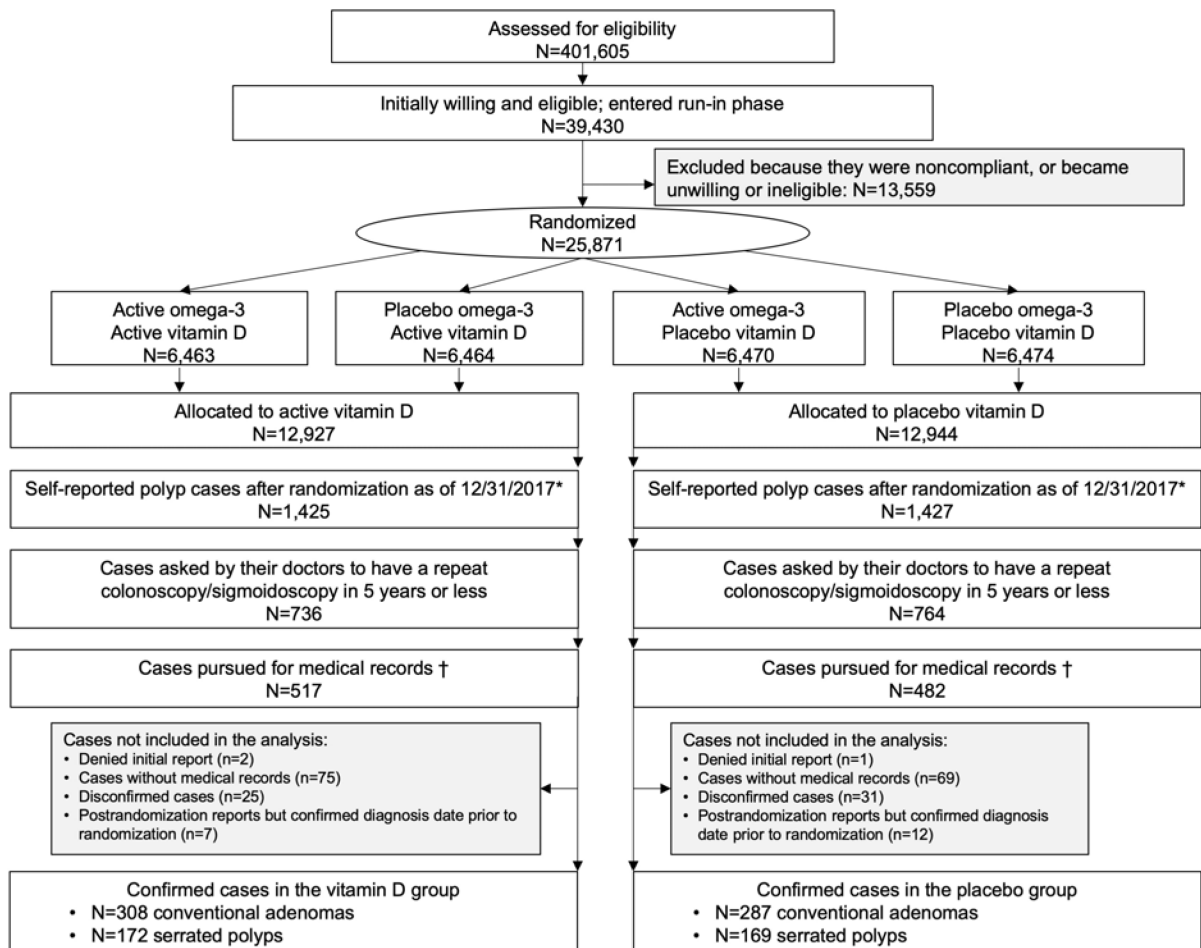 Assessed for eligibility
N=401,605
Initially willing and eligible; entered run-in phase
N=39,430
Excluded because they were noncompliant, or became
unwilling or ineligible: N=13,559
Randomized
N=25,871
Active omega-3
Active vitamin D
N=6,463
Placebo omega-3
Active vitamin D
N=6,464
Active omega-3
Placebo vitamin D
N=6,470
Placebo omega-3
Placebo vitamin D
N=6,474
Allocated to active vitamin D
N=12,927
Allocated to placebo vitamin D
N=12,944
Self-reported polyp cases after randomization as of 12/31/2017*
N=1,425
Self-reported polyp cases after randomization as of 12/31/2017*
N=1,427
Cases asked by their doctors to have a repeat
colonoscopy/sigmoidoscopy in 5 years or less
N=736
Cases asked by their doctors to have a repeat
colonoscopy/sigmoidoscopy in 5 years or less
N=764
Cases pursued for medical records †
N=517
Cases pursued for medical records †
N=482
Cases not included in the analysis:
• Denied initial report (n=2)
• Cases without medical records (n=75)
• Disconfirmed cases (n=25)
• Postrandomization reports but confirmed diagnosis date prior to
randomization (n=7)
Cases not included in the analysis:
• Denied initial report (n=1)
• Cases without medical records (n=69)
• Disconfirmed cases (n=31)
• Postrandomization reports but confirmed diagnosis
date prior to randomization (n=12)
Confirmed cases in the vitamin D group
• N=308 conventional adenomas
• N=172 serrated polyps
Confirmed cases in the placebo group
• N=287 conventional adenomas
• N=169 serrated polyps